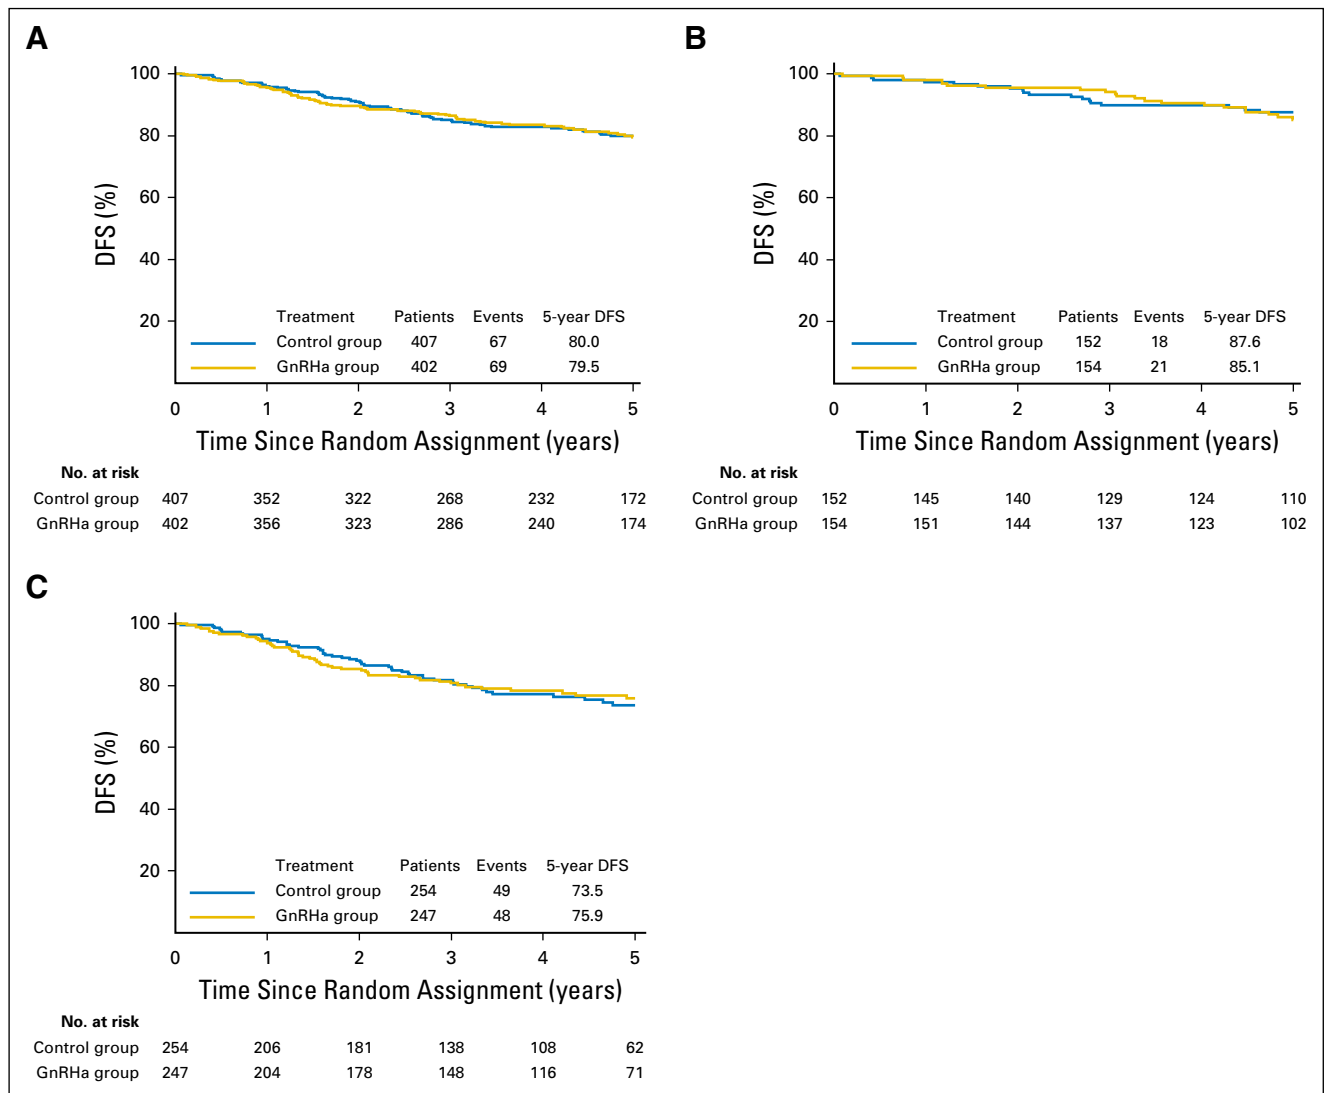 A
100
80
60
40
20
DFS (%)
Treatment Patients Events 5-year DFS
Control group 407 67 80.0
GnRHa group 402 69 79.5
0 1 2 3 4 5
Time Since Random Assignment (years)
No. at risk
Control group 407 352 322 268 232 172
GnRHa group 402 356 323 286 240 174
B
100
80
60
40
20
DFS (%)
Treatment Patients Events 5-year DFS
Control group 152 18 87.6
GnRHa group 154 21 85.1
0 1 2 3 4 5
Time Since Random Assignment (years)
No. at risk
Control group 152 145 140 129 124 110
GnRHa group 154 151 144 137 123 102
C
100
80
60
40
20
DFS (%)
Treatment Patients Events 5-year DFS
Control group 254 49 73.5
GnRHa group 247 48 75.9
0 1 2 3 4 5
Time Since Random Assignment (years)
No. at risk
Control group 254 206 181 138 108 62
GnRHa group 247 204 178 148 116 71